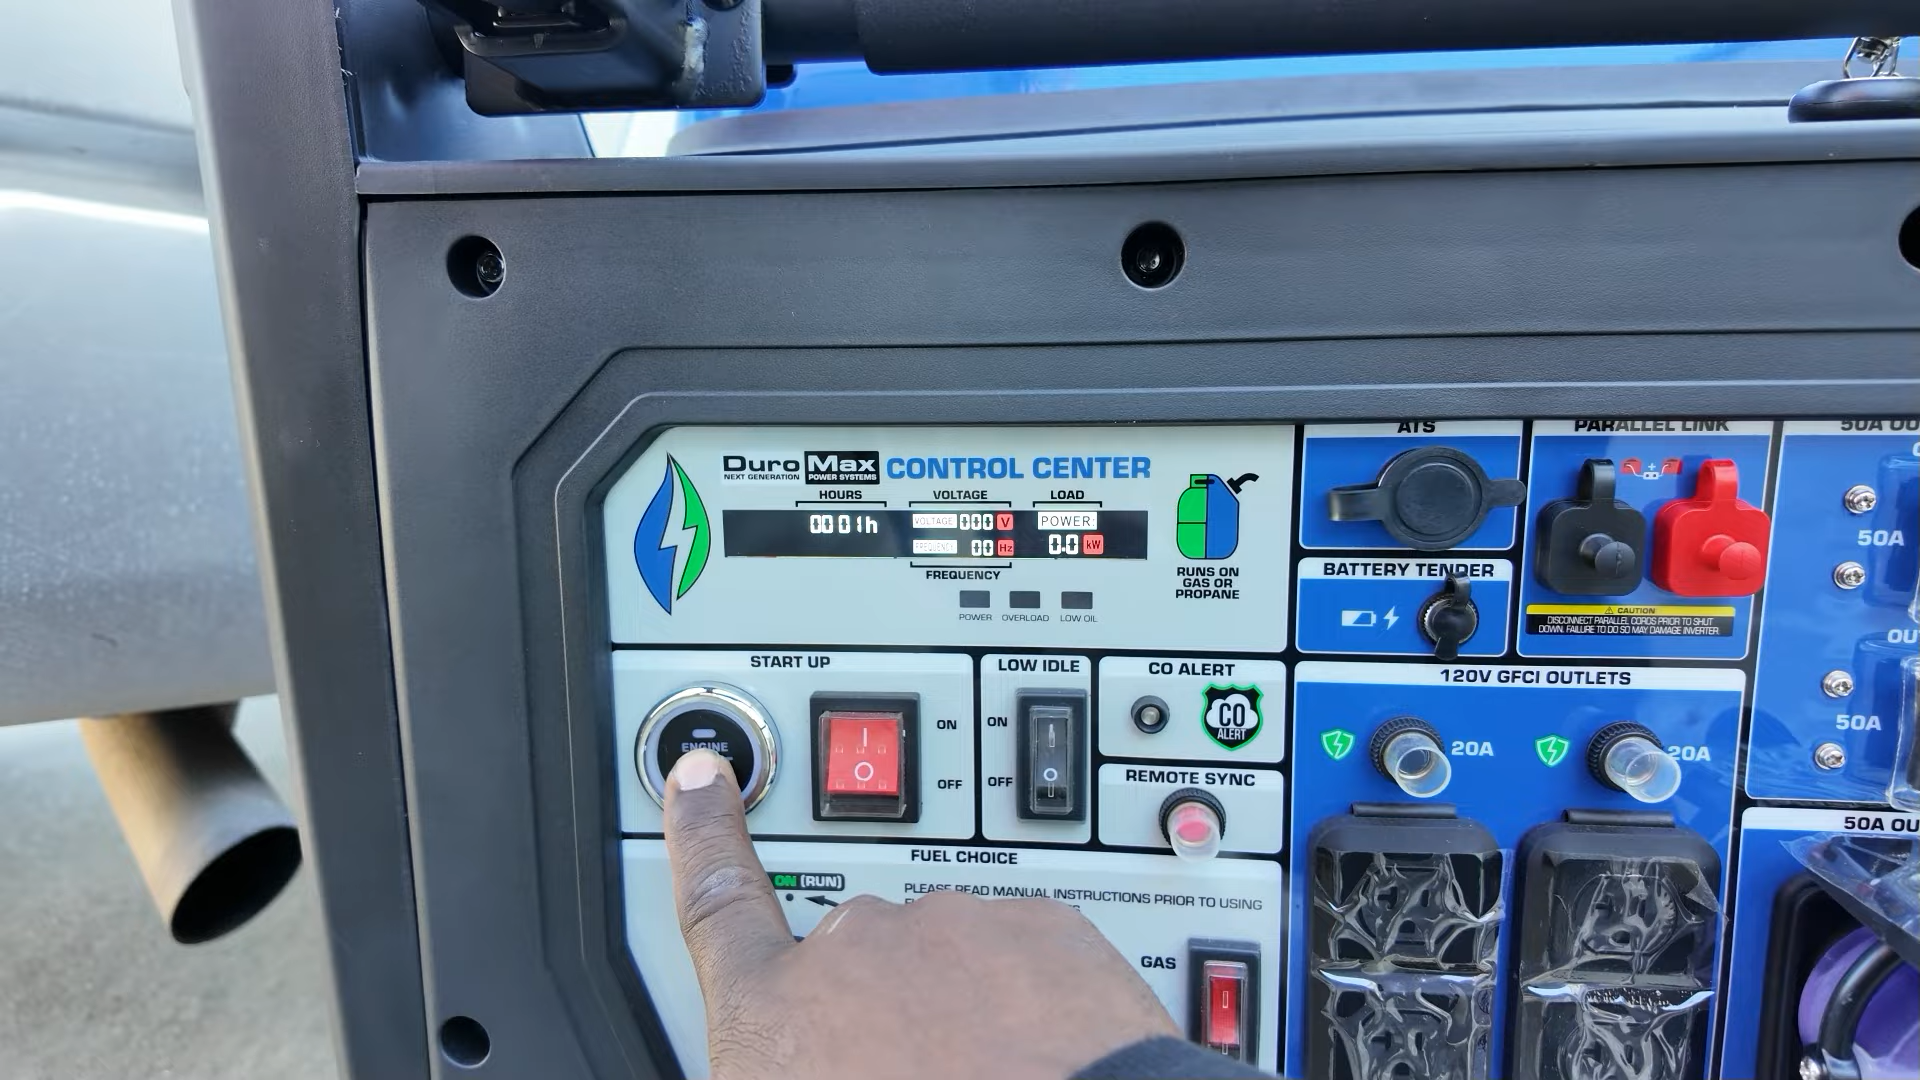 DuroMax CONTROL CENTER
NEXT GENERATION POWER SYSTEMS
HOURS VOLTAGE LOAD
0001h VOLTAGE 000 V POWER:
FREQUENCY 00 Hz 0.0 kW
FREQUENCY
POWER OVERLOAD LOW OIL
RUNS ON
GAS OR
PROPANE
ATS
PARALLEL LINK
CAUTION
DISCONNECT PARALLEL CORDS PRIOR TO SHUT
DOWN. FAILURE TO DO SO MAY DAMAGE INVERTER.
BATTERY TENDER
50A OU
50A
OU
50A
START UP
ENGINE
ON
OFF
LOW IDLE
ON
OFF
CO ALERT
CO
ALERT
REMOTE SYNC
120V GFCI OUTLETS
20A
20A
50A OU
FUEL CHOICE
ON (RUN)
PLEASE READ MANUAL INSTRUCTIONS PRIOR TO USING
GAS